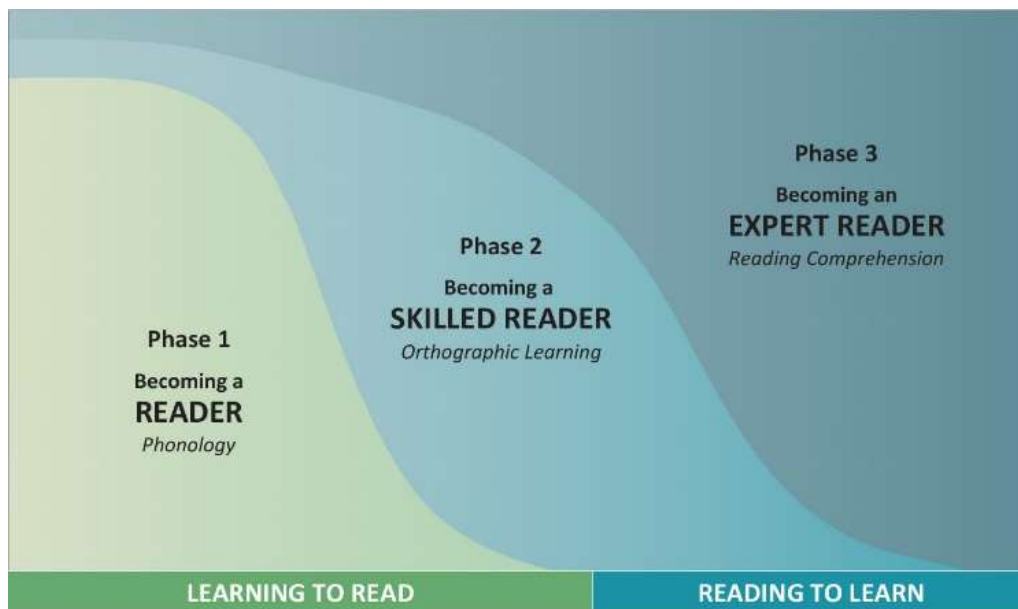 Phase 1
Becoming a
READER
Phonology
Phase 2
Becoming a
SKILLED READER
Orthographic Learning
Phase 3
Becoming an
EXPERT READER
Reading Comprehension
LEARNING TO READ
READING TO LEARN